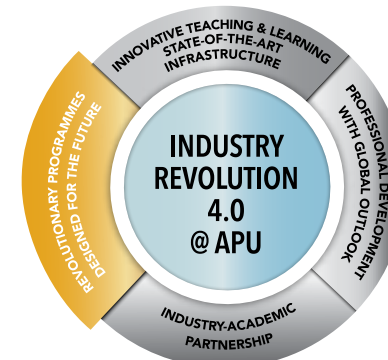 INNOVATIVE TEACHING & LEARNING
STATE-OF-THE-ART
INFRASTRUCTURE
PROFESSIONAL DEVELOPMENT
WITH GLOBAL OUTLOOK
INDUSTRY-ACADEMIC
PARTNERSHIP
REVOLUTIONARY PROGRAMMES
DESIGNED FOR THE FUTURE
INDUSTRY
REVOLUTION
4.0
@ APU